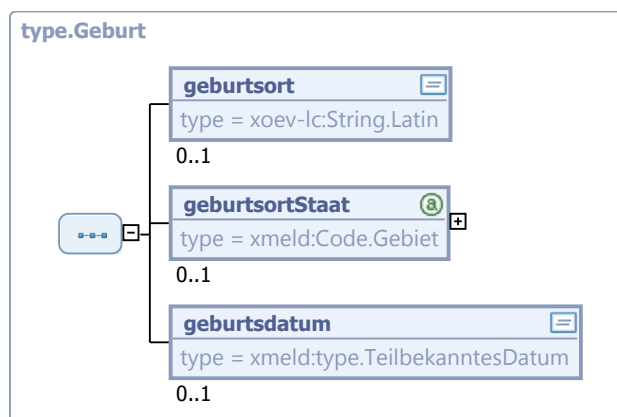 type.Geburt
geburtsort
type = xoev-lc:String.Latin
0..1
geburtsortStaat
type = xmeld:Code.Gebiet
0..1
geburtsdatum
type = xmeld:type.TeilbekanntesDatum
0..1